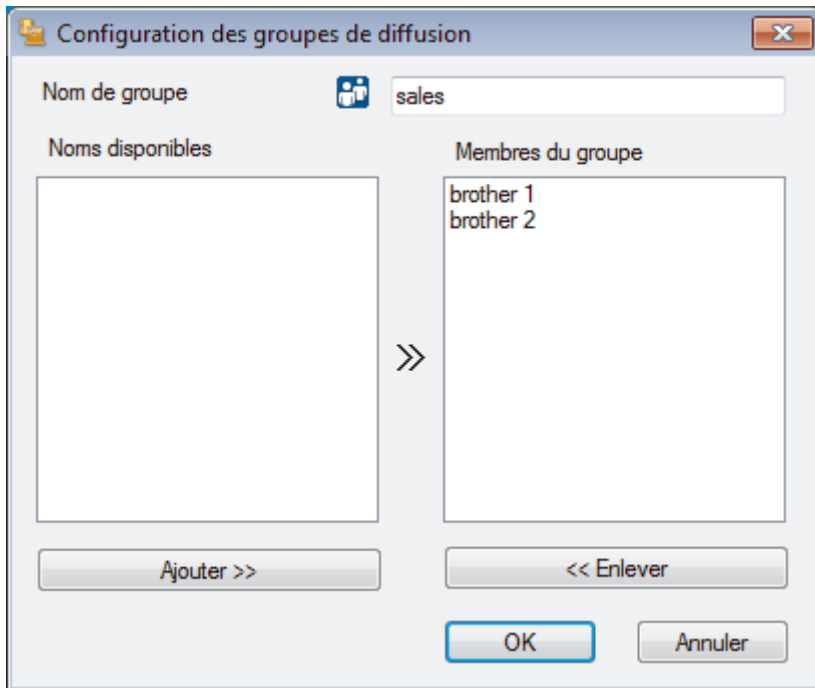 Configuration des groupes de diffusion
Nom de groupe
sales
Noms disponibles
Membres du groupe
brother 1
brother 2
Ajouter >>
<< Enlever
OK
Annuler